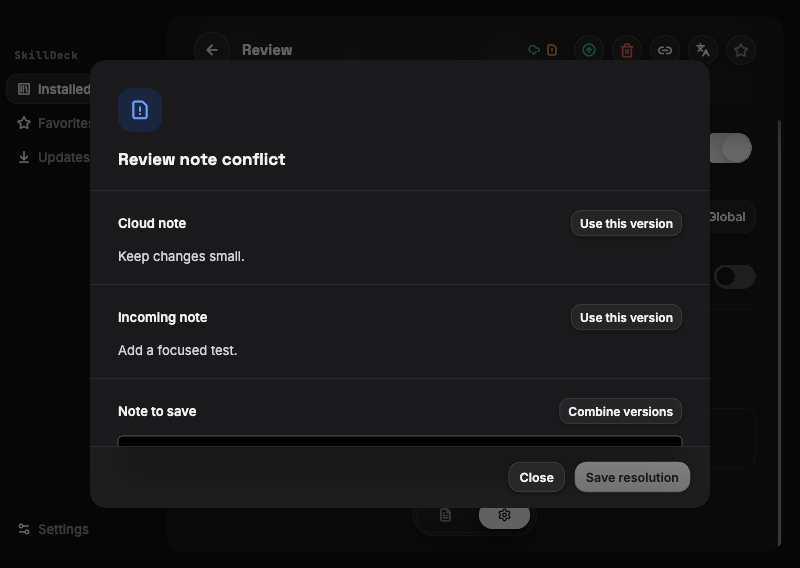 SkillDeck
Review
Installed
Favorites
Updates
Global
Review note conflict
Cloud note
Use this version
Keep changes small.
Incoming note
Use this version
Add a focused test.
Note to save
Combine versions
Close
Save resolution
Settings